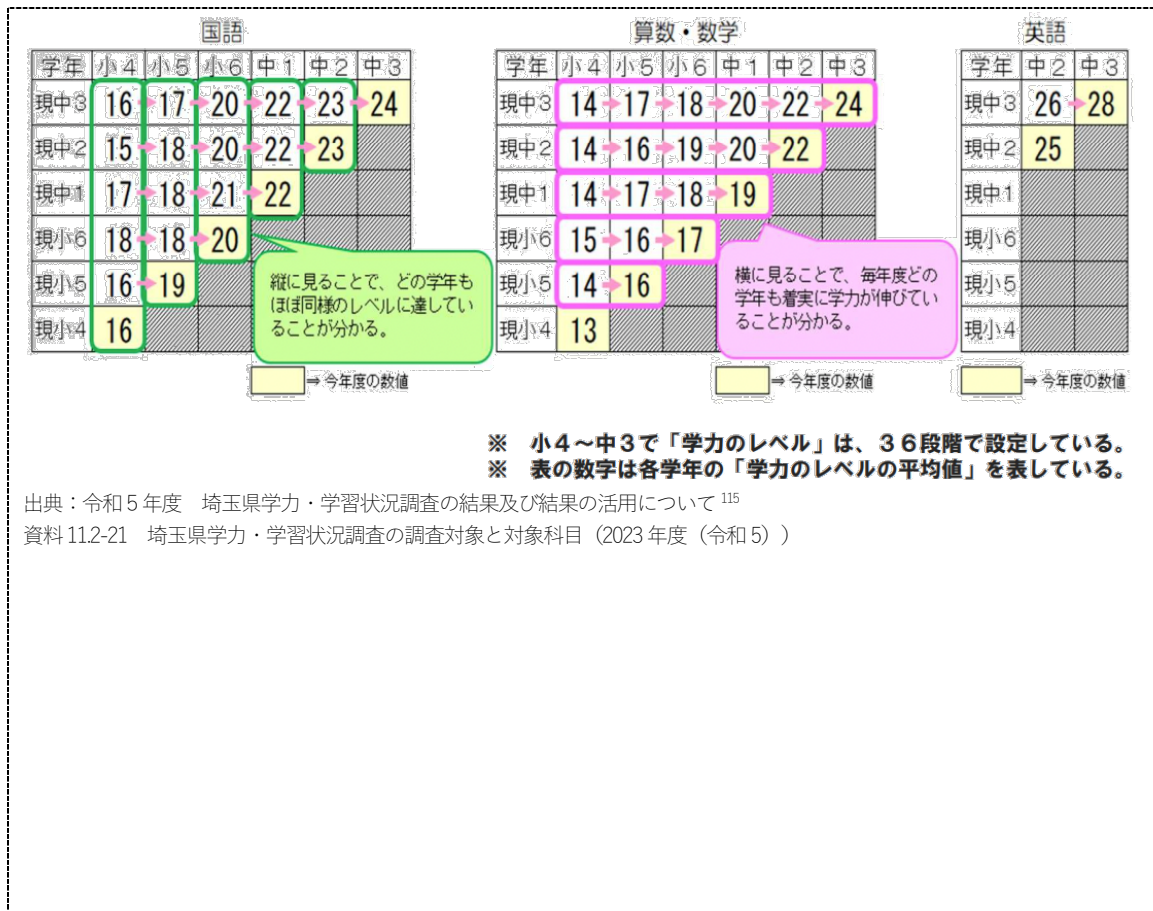 国語
学年 小4 小5 小6 中1 中2 中3
現中3 16 17 20 22 23 24
現中2 15 18 20 22 23
現中1 17 18 21 22
現小6 18 18 20
現小5 16 19
現小4 16
縦に見ることで、どの学年も
ほぼ同様のレベルに達してい
ることが分かる。
⇒ 今年度の数値
算数・数学
学年 小4 小5 小6 中1 中2 中3
現中3 14 17 18 20 22 24
現中2 14 16 19 20 22
現中1 14 17 18 19
現小6 15 16 17
現小5 14 16
現小4 13
横に見ることで、毎年度どの
学年も着実に学力が伸びてい
ることが分かる。
⇒ 今年度の数値
英語
学年 中2 中3
現中3 26 28
現中2 25
現中1
現小6
現小5
現小4
⇒ 今年度の数値
※　小4～中3で「学力のレベル」は、36段階で設定している。
※　表の数字は各学年の「学力のレベルの平均値」を表している。
出典：令和5年度　埼玉県学力・学習状況調査の結果及び結果の活用について 115
資料 11.2-21　埼玉県学力・学習状況調査の調査対象と対象科目（2023年度（令和5））